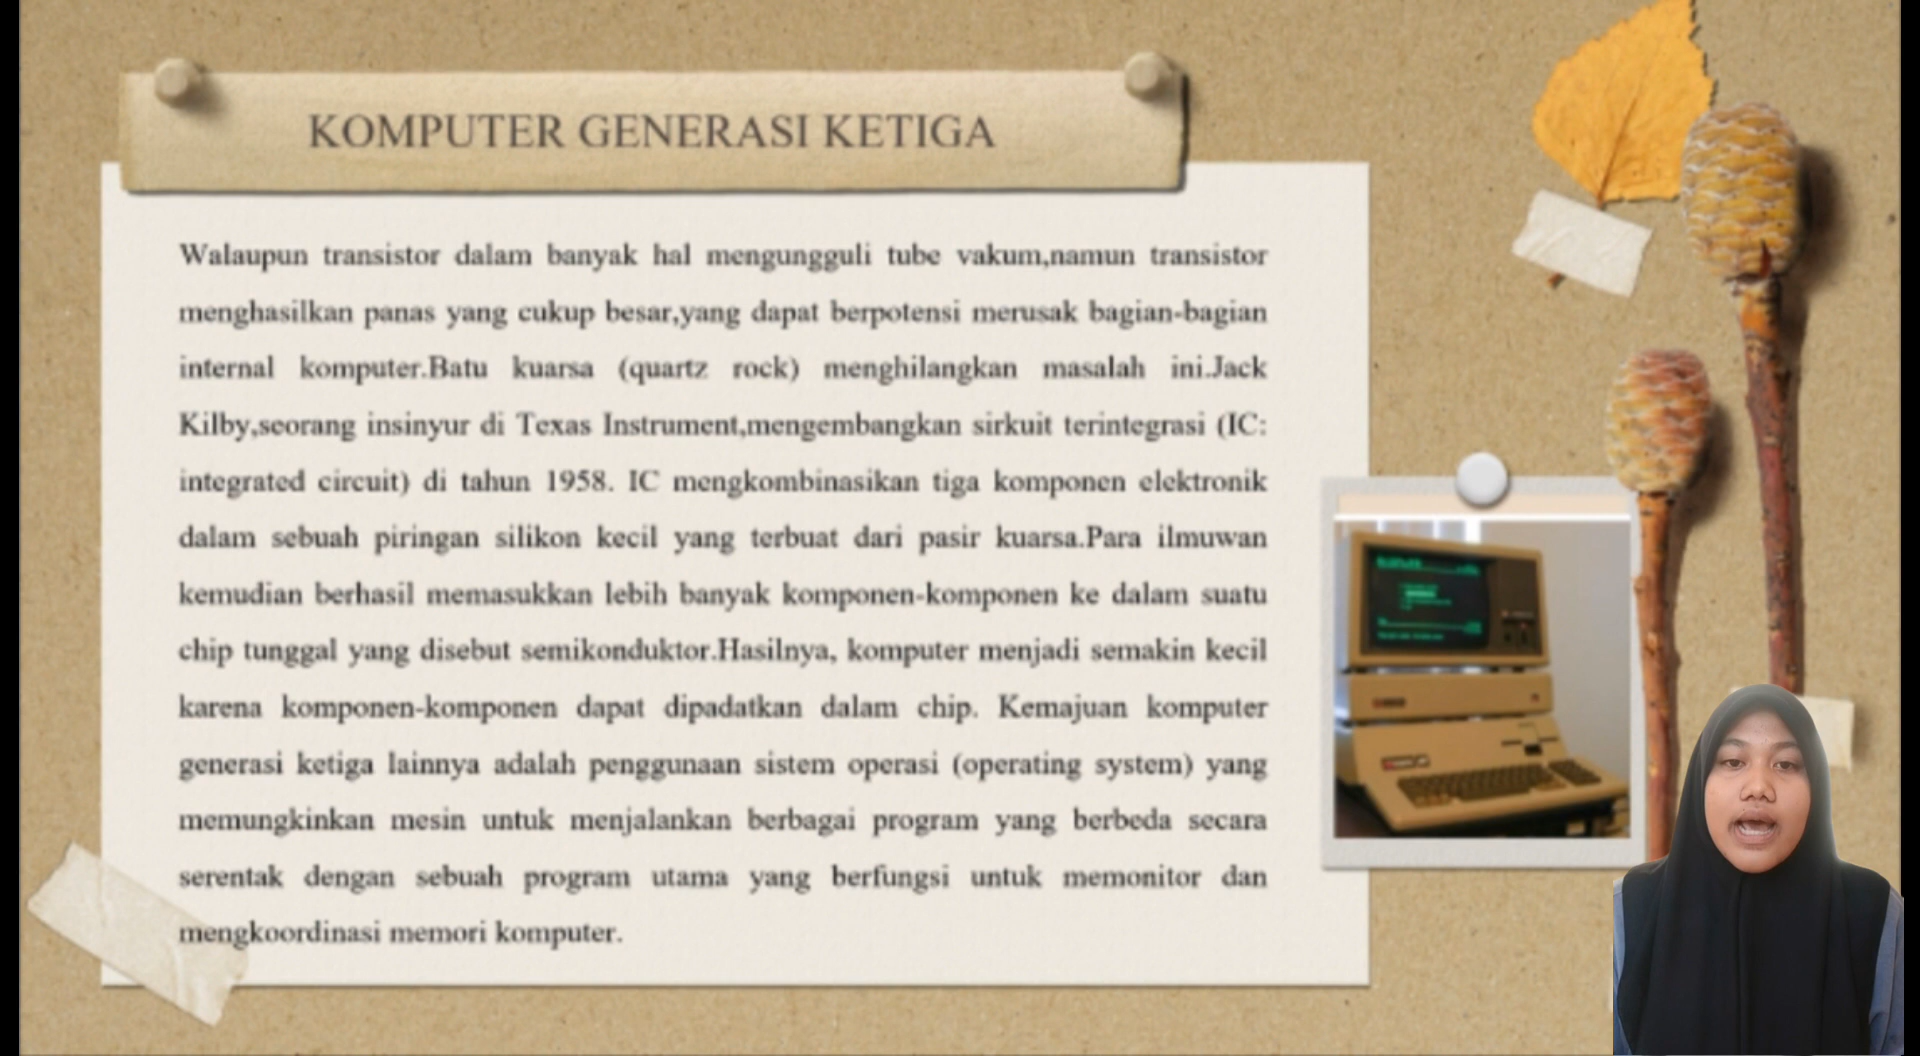 KOMPUTER GENERASI KETIGA
Walaupun transistor dalam banyak hal mengungguli tube vakum,namun transistor
menghasilkan panas yang cukup besar,yang dapat berpotensi merusak bagian-bagian
internal komputer.Batu kuarsa (quartz rock) menghilangkan masalah ini.Jack
Kilby,seorang insinyur di Texas Instrument,mengembangkan sirkuit terintegrasi (IC:
integrated circuit) di tahun 1958. IC mengkombinasikan tiga komponen elektronik
dalam sebuah piringan silikon kecil yang terbuat dari pasir kuarsa.Para ilmuwan
kemudian berhasil memasukkan lebih banyak komponen-komponen ke dalam suatu
chip tunggal yang disebut semikonduktor.Hasilnya, komputer menjadi semakin kecil
karena komponen-komponen dapat dipadatkan dalam chip. Kemajuan komputer
generasi ketiga lainnya adalah penggunaan sistem operasi (operating system) yang
memungkinkan mesin untuk menjalankan berbagai program yang berbeda secara
serentak dengan sebuah program utama yang berfungsi untuk memonitor dan
mengkoordinasi memori komputer.